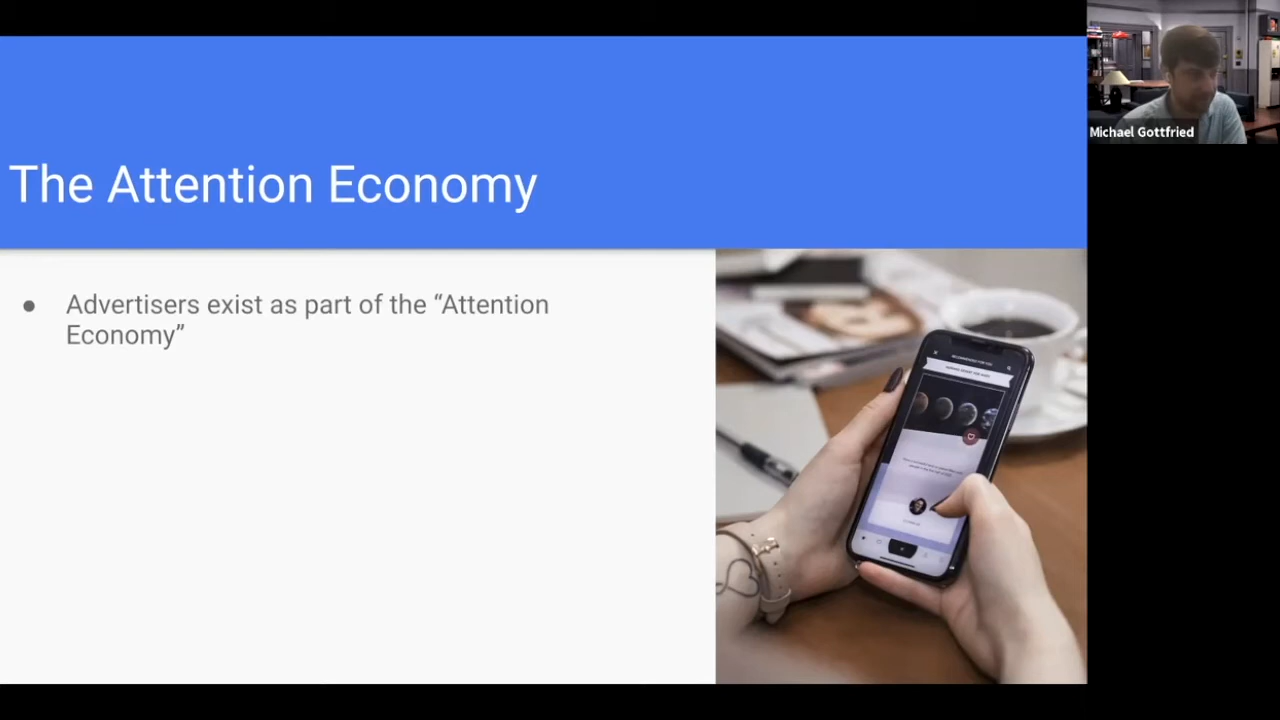 Michael Gottfried
The Attention Economy
● Advertisers exist as part of the “Attention
Economy”